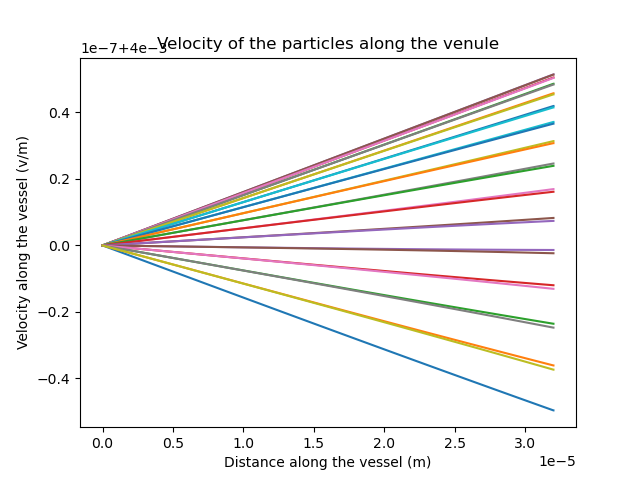 1e−7+4e−3
Velocity of the particles along the venule
Velocity along the vessel (v/m)
0.4
0.2
0.0
−0.2
−0.4
0.0 0.5 1.0 1.5 2.0 2.5 3.0
1e−5
Distance along the vessel (m)